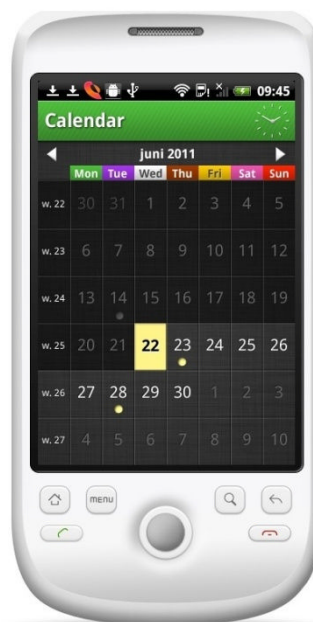 09:45
Calendar
juni 2011
Mon Tue Wed Thu Fri Sat Sun
w. 22 30 31 1 2 3 4 5
w. 23 6 7 8 9 10 11 12
w. 24 13 14 15 16 17 18 19
w. 25 20 21 22 23 24 25 26
w. 26 27 28 29 30 1 2 3
w. 27 4 5 6 7 8 9 10
MENU